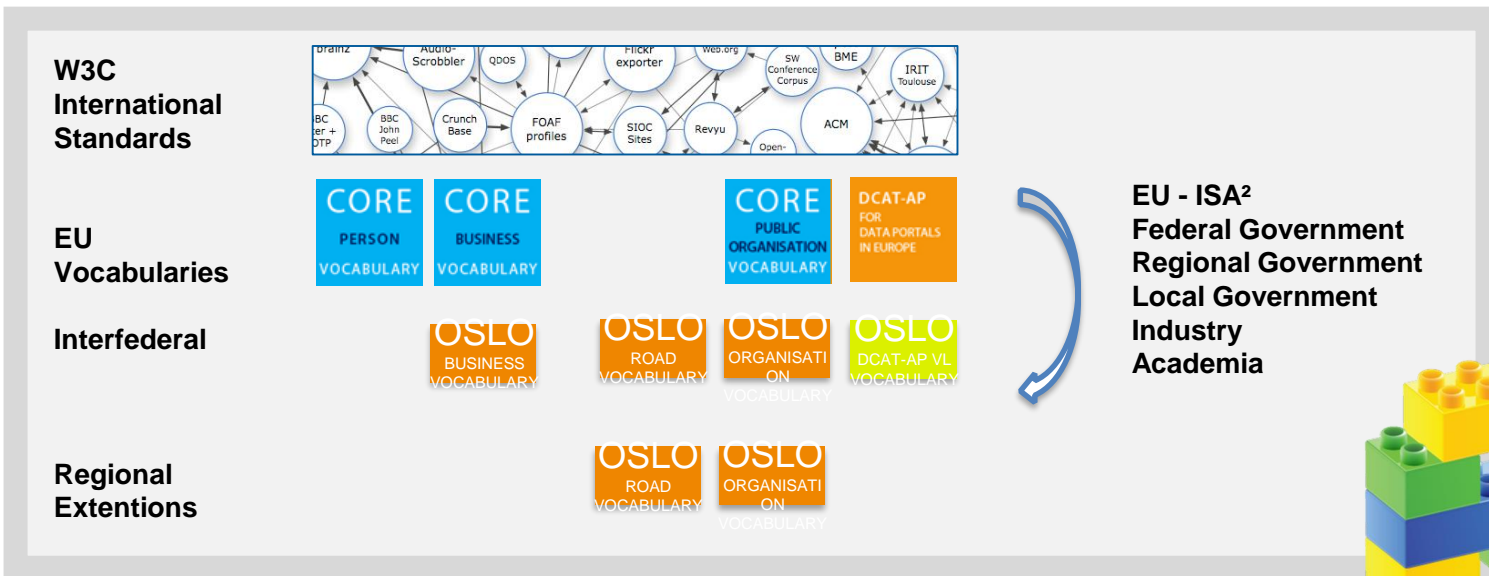 W3C
International
Standards
Audio-
Scrobbler
QDOS
Flickr
exporter
Web.org
SW
Conference
Corpus
BME
IRIT
Toulouse
BBC
John
Peel
Crunch
Base
FOAF
profiles
SIOC
Sites
Revyu
Open-
ACM
EU
Vocabularies
CORE
PERSON
VOCABULARY
CORE
BUSINESS
VOCABULARY
CORE
PUBLIC
ORGANISATION
VOCABULARY
DCAT-AP
FOR
DATA PORTALS
IN EUROPE
Interfederal
OSLO
BUSINESS
VOCABULARY
OSLO
ROAD
VOCABULARY
OSLO
ORGANISATI
ON
VOCABULARY
OSLO
DCAT-AP VL
VOCABULARY
Regional
Extentions
OSLO
ROAD
VOCABULARY
OSLO
ORGANISATI
ON
VOCABULARY
EU - ISA²
Federal Government
Regional Government
Local Government
Industry
Academia